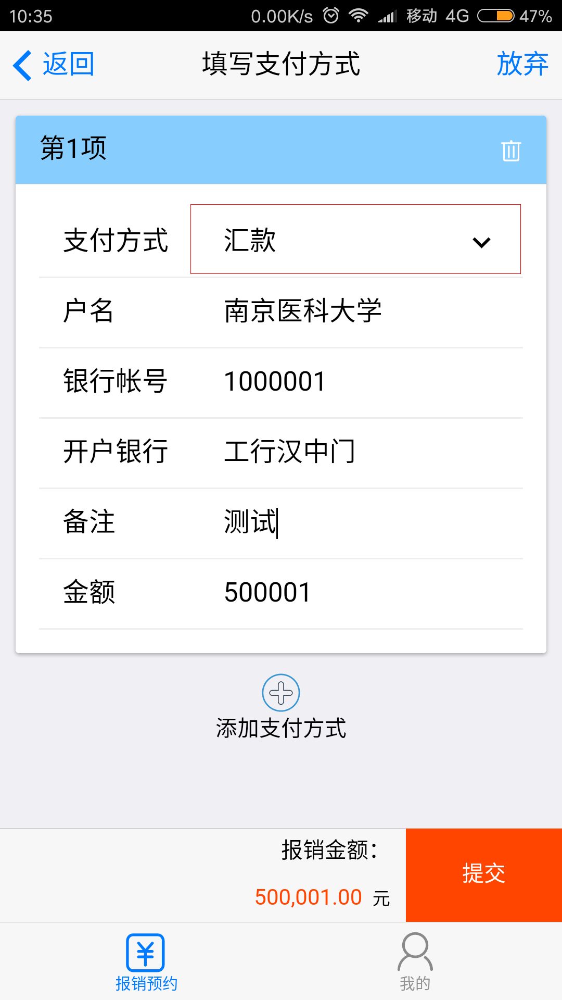 10:35 0.00K/s 移动 4G 47%
返回 填写支付方式 放弃
第1项
支付方式 汇款
户名 南京医科大学
银行帐号 1000001
开户银行 工行汉中门
备注 测试
金额 500001
添加支付方式
报销金额：
500,001.00 元
提交
报销预约 我的